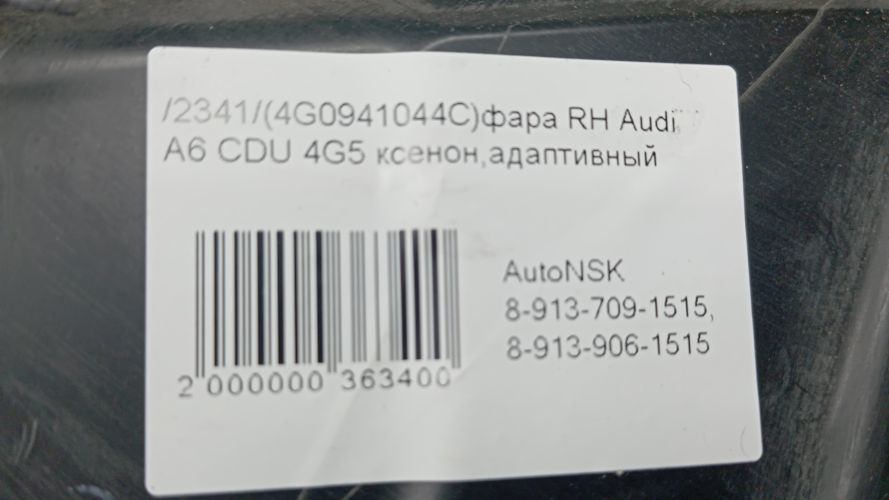 /2341/(4G0941044C)фара RH Audi
A6 CDU 4G5 ксенон,адаптивный
AutoNSK
8-913-709-1515,
8-913-906-1515
2 000000 363400